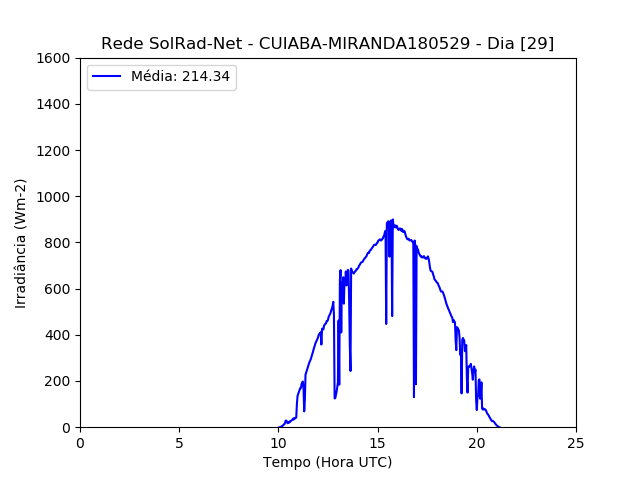 Rede SolRad-Net - CUIABA-MIRANDA180529 - Dia [29]
Média: 214.34
Irradiância (Wm-2)
1600
1400
1200
1000
800
600
400
200
0
0 5 10 15 20 25
Tempo (Hora UTC)